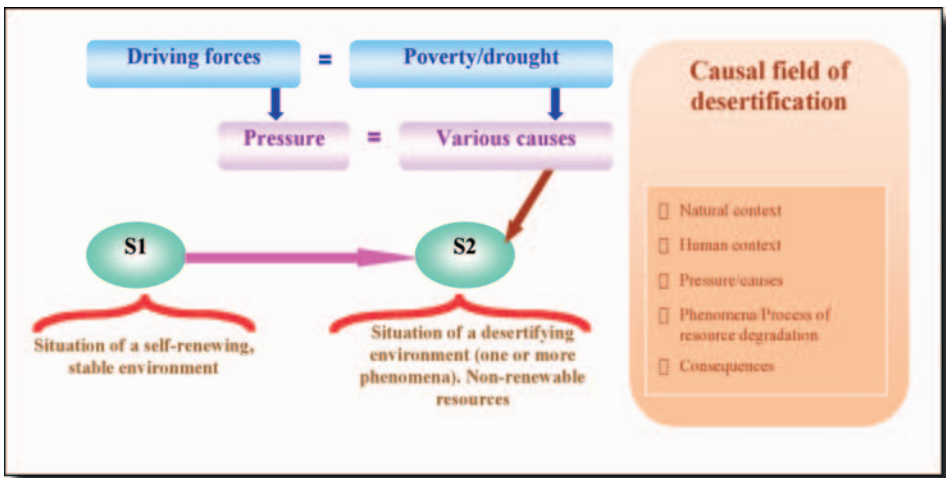 Driving forces = Poverty/drought
Pressure = Various causes
S1
S2
Situation of a self-renewing,
stable environment
Situation of a desertifying
environment (one or more
phenomena). Non-renewable
resources
Causal field of
desertification
Natural context
Human context
Pressure/causes
Phenomena/Process of
resource degradation
Consequences